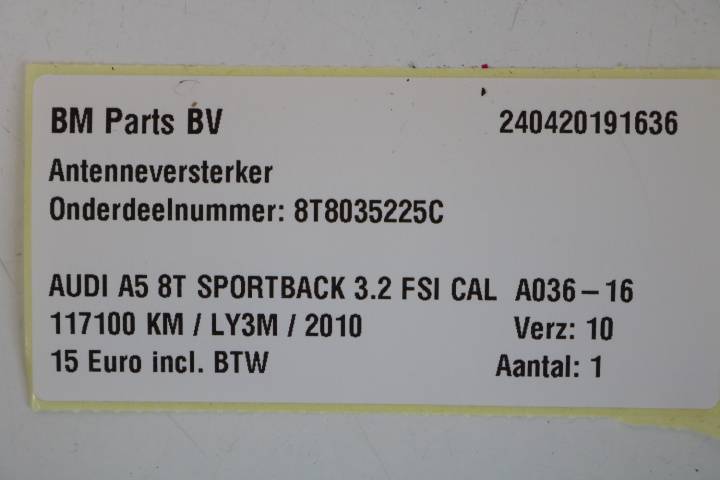 BM Parts BV 240420191636
Antenneversterker
Onderdeelnummer: 8T8035225C
AUDI A5 8T SPORTBACK 3.2 FSI CAL A036-16
117100 KM / LY3M / 2010 Verz: 10
15 Euro incl. BTW Aantal: 1